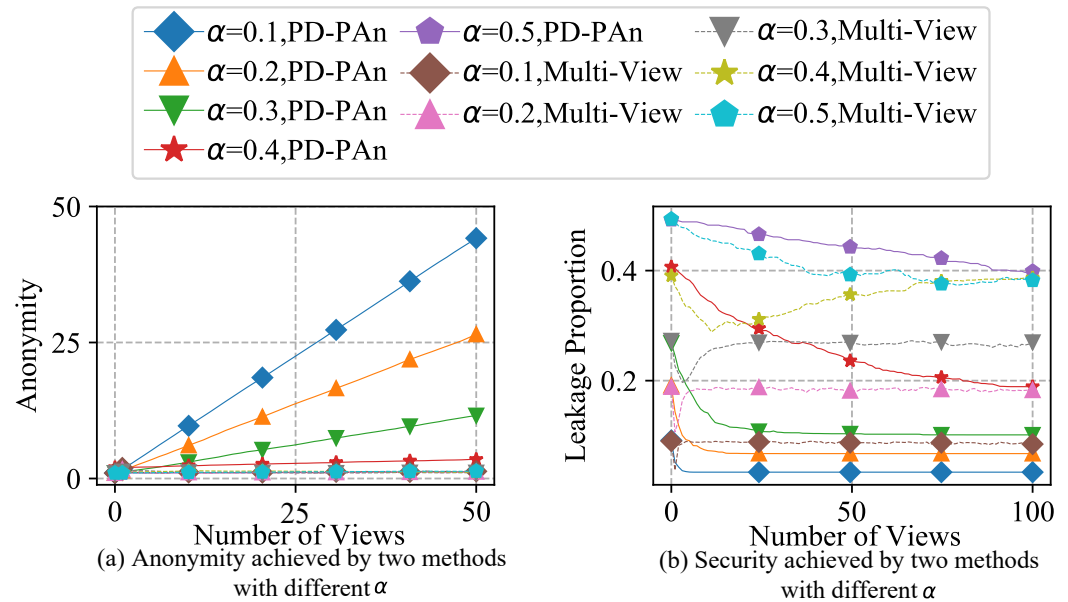 α=0.1,PD-PAn
α=0.2,PD-PAn
α=0.3,PD-PAn
α=0.4,PD-PAn
α=0.5,PD-PAn
α=0.1,Multi-View
α=0.2,Multi-View
α=0.3,Multi-View
α=0.4,Multi-View
α=0.5,Multi-View
Anonymity
50
25
0
0
25
50
Number of Views
(a) Anonymity achieved by two methods
with different α
Leakage Proportion
0.4
0.2
0
50
100
Number of Views
(b) Security achieved by two methods
with different α